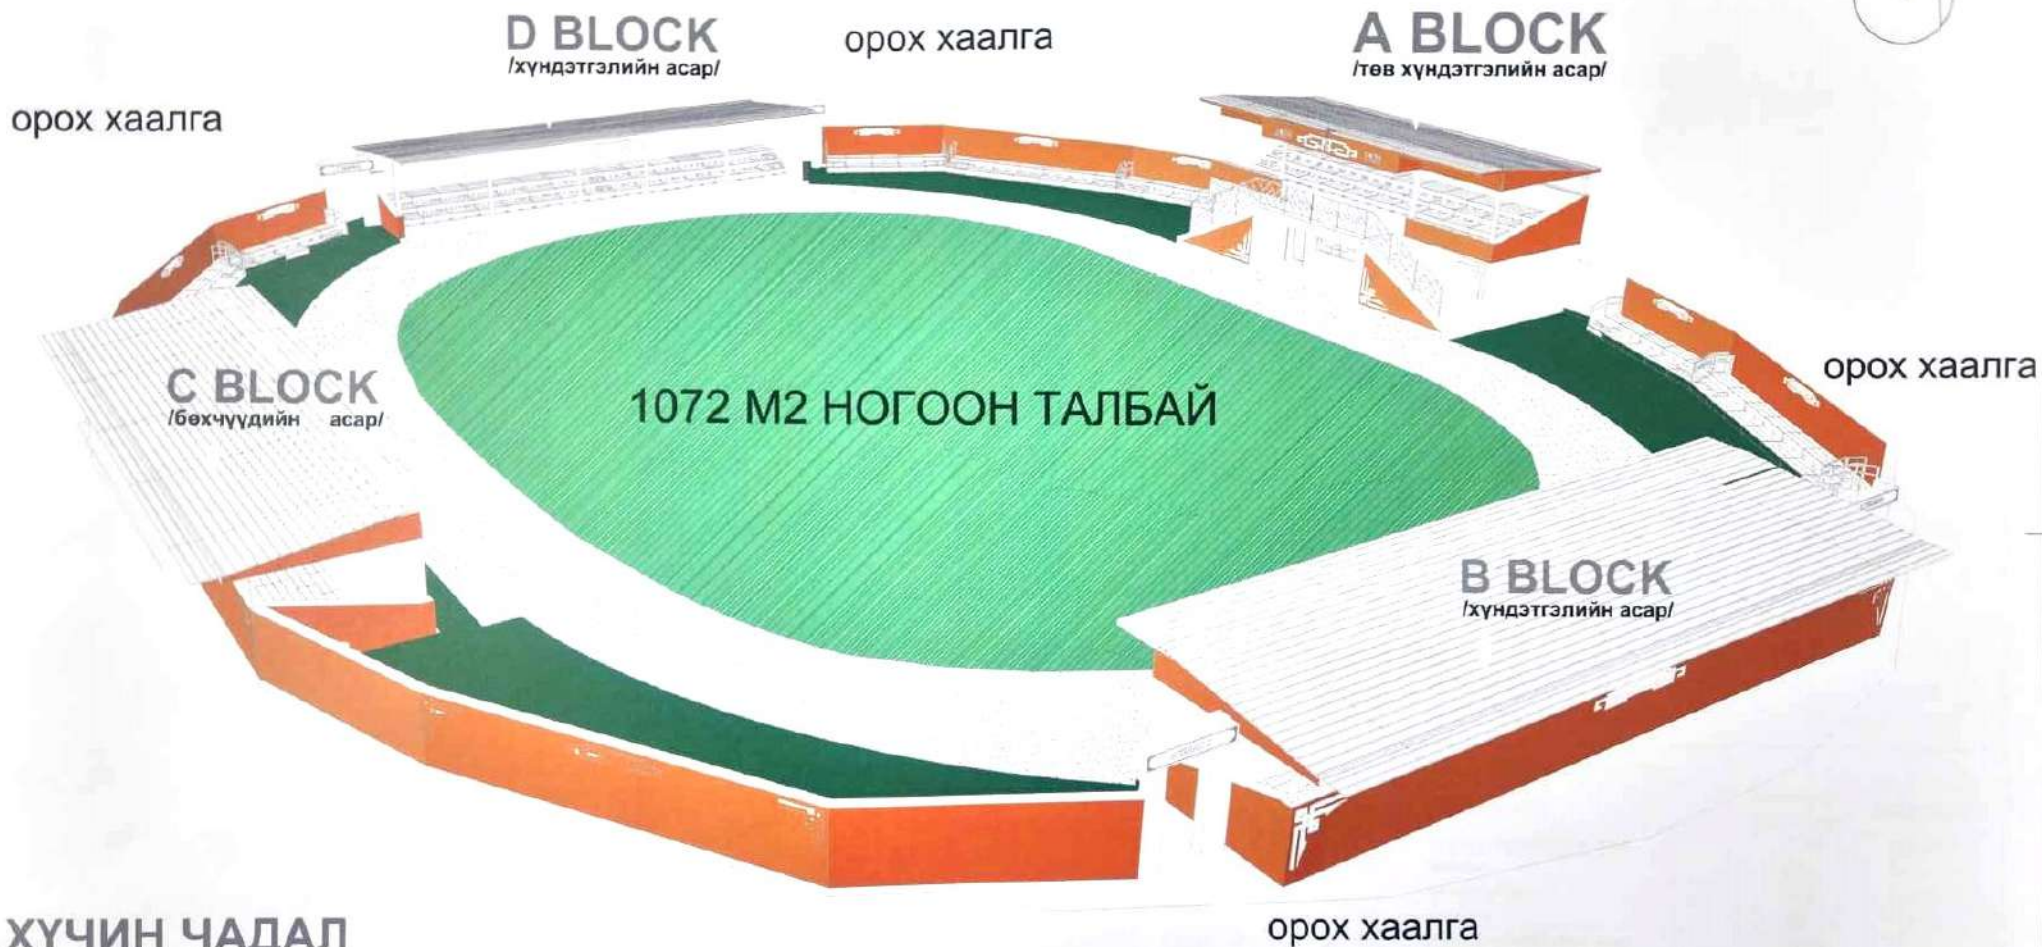 D BLOCK
/хүндэтгэлийн асар/
орох хаалга
A BLOCK
/төв хүндэтгэлийн асар/
орох хаалга
орох хаалга
C BLOCK
/бөхчүүдийн асар/
1072 М2 НОГООН ТАЛБАЙ
B BLOCK
/хүндэтгэлийн асар/
орох хаалга
ХҮЧИН ЧАДАЛ